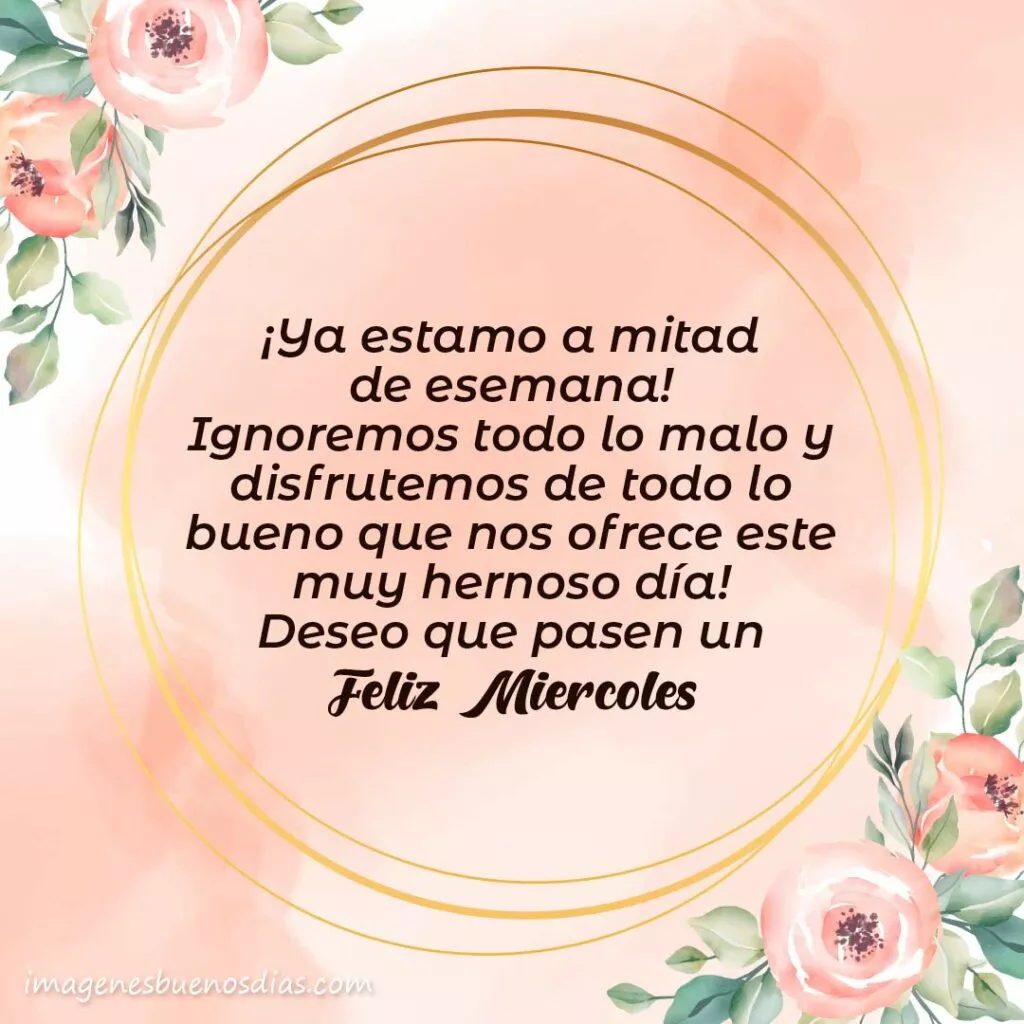 ¡Ya estamo a mitad
de esemana!
Ignoremos todo lo malo y
disfrutemos de todo lo
bueno que nos ofrece este
muy hernoso día!
Deseo que pasen un
Feliz Miercoles
imagenesbuenosdias.com